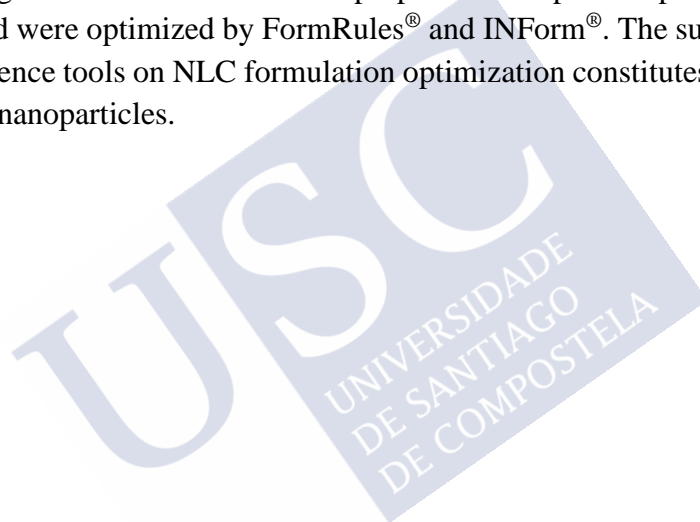 d were optimized by FormRules® and INForm®. The su
ence tools on NLC formulation optimization constitutes
nanoparticles.
USC
UNIVERSIDADE
DE SANTIAGO
DE COMPOSTELA